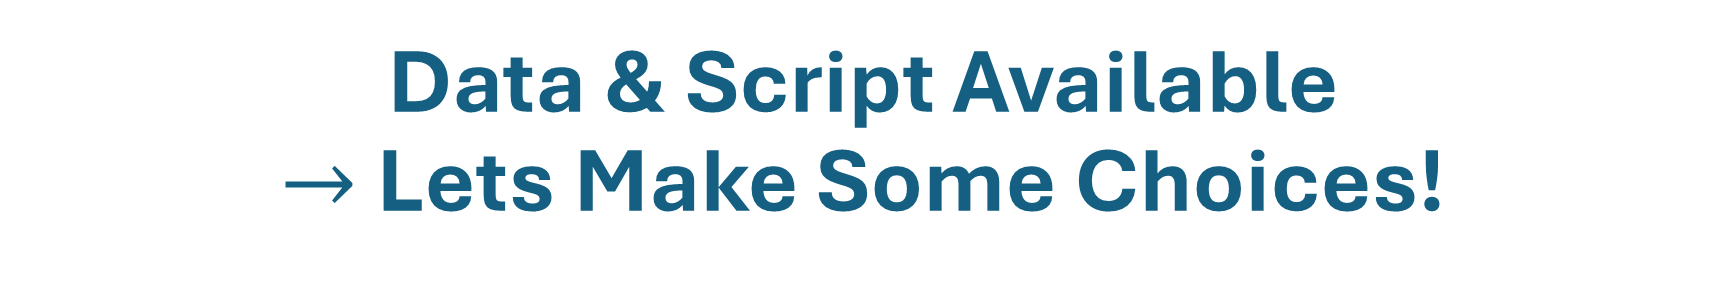 Data & Script Available
→ Lets Make Some Choices!